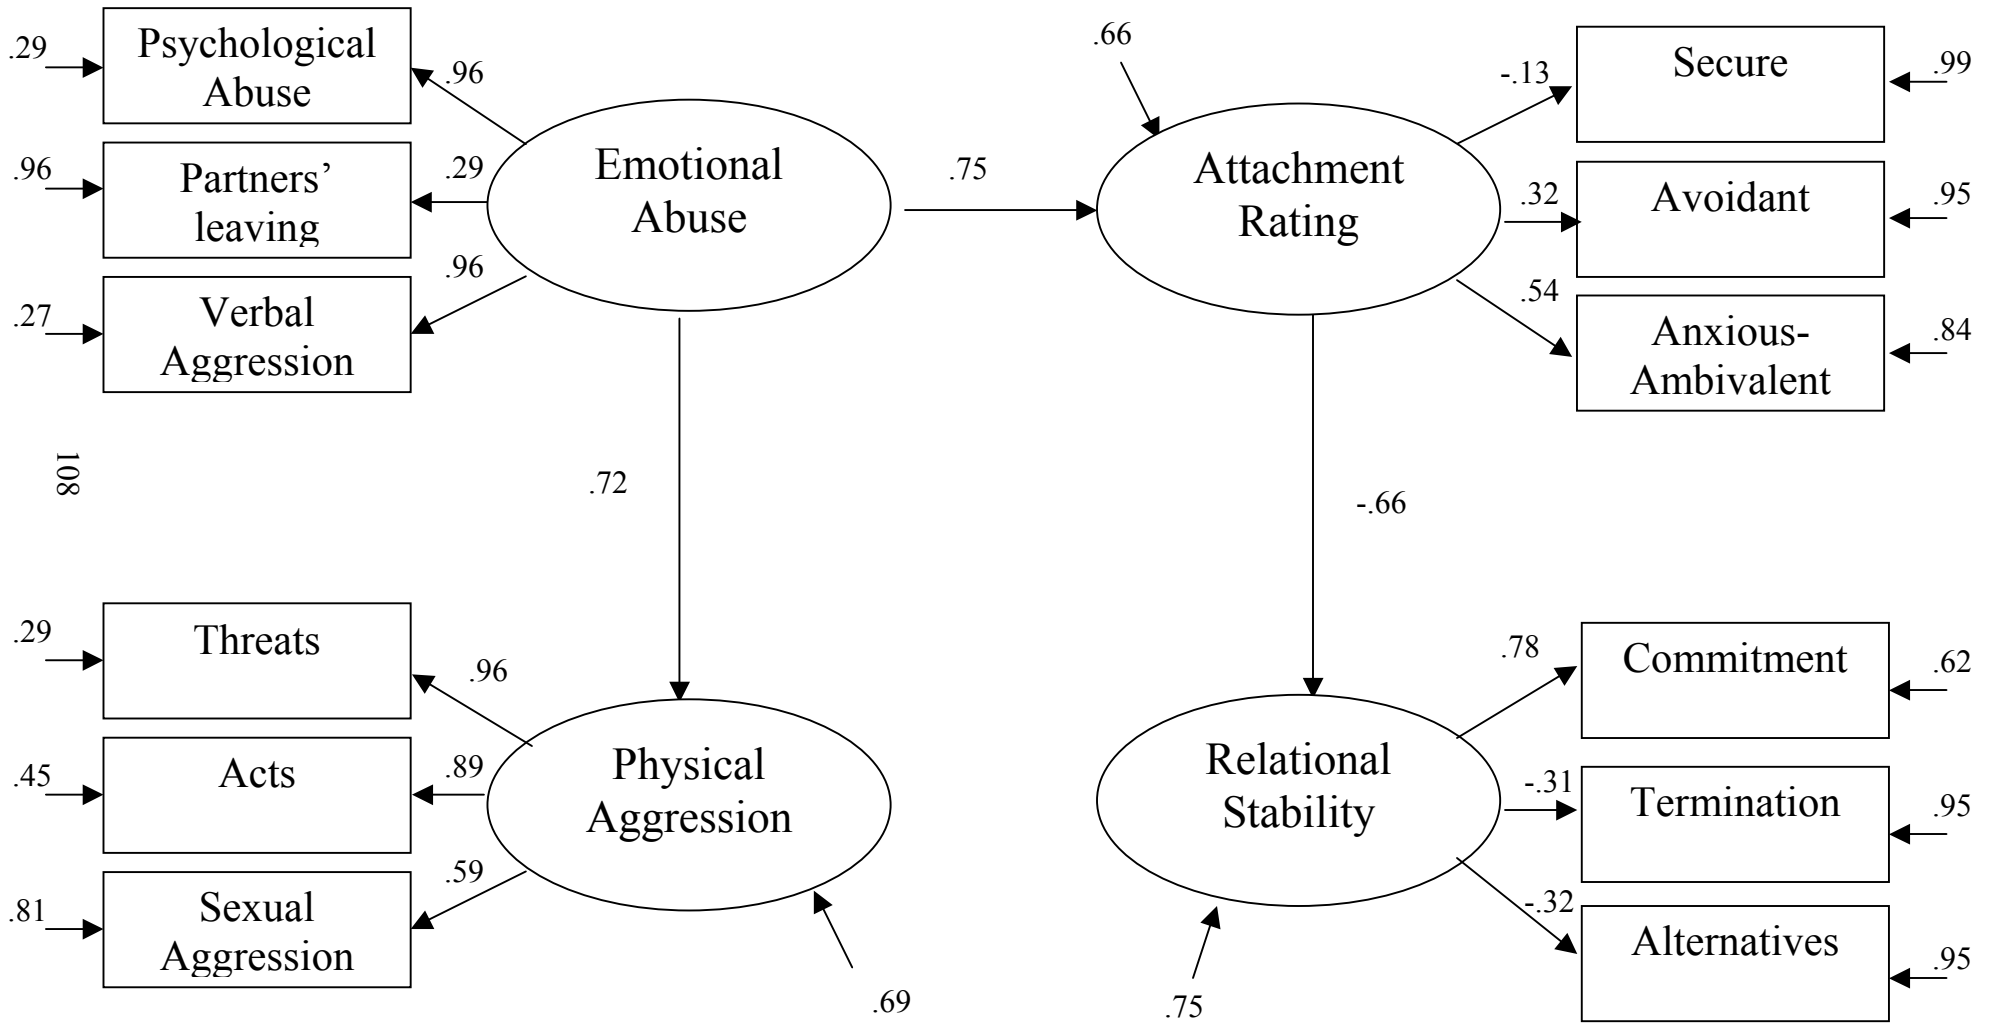 .29
Psychological
Abuse
.96
.96
Partners’
leaving
.29
.27
Verbal
Aggression
.96
Emotional
Abuse
.75
.66
Attachment
Rating
-.13
Secure
.99
.32
Avoidant
.95
.54
Anxious-
Ambivalent
.84
108
.72
-.66
.29
Threats
.96
.45
Acts
.89
.81
Sexual
Aggression
.59
Physical
Aggression
.69
Relational
Stability
.75
.78
Commitment
.62
-.31
Termination
.95
-.32
Alternatives
.95